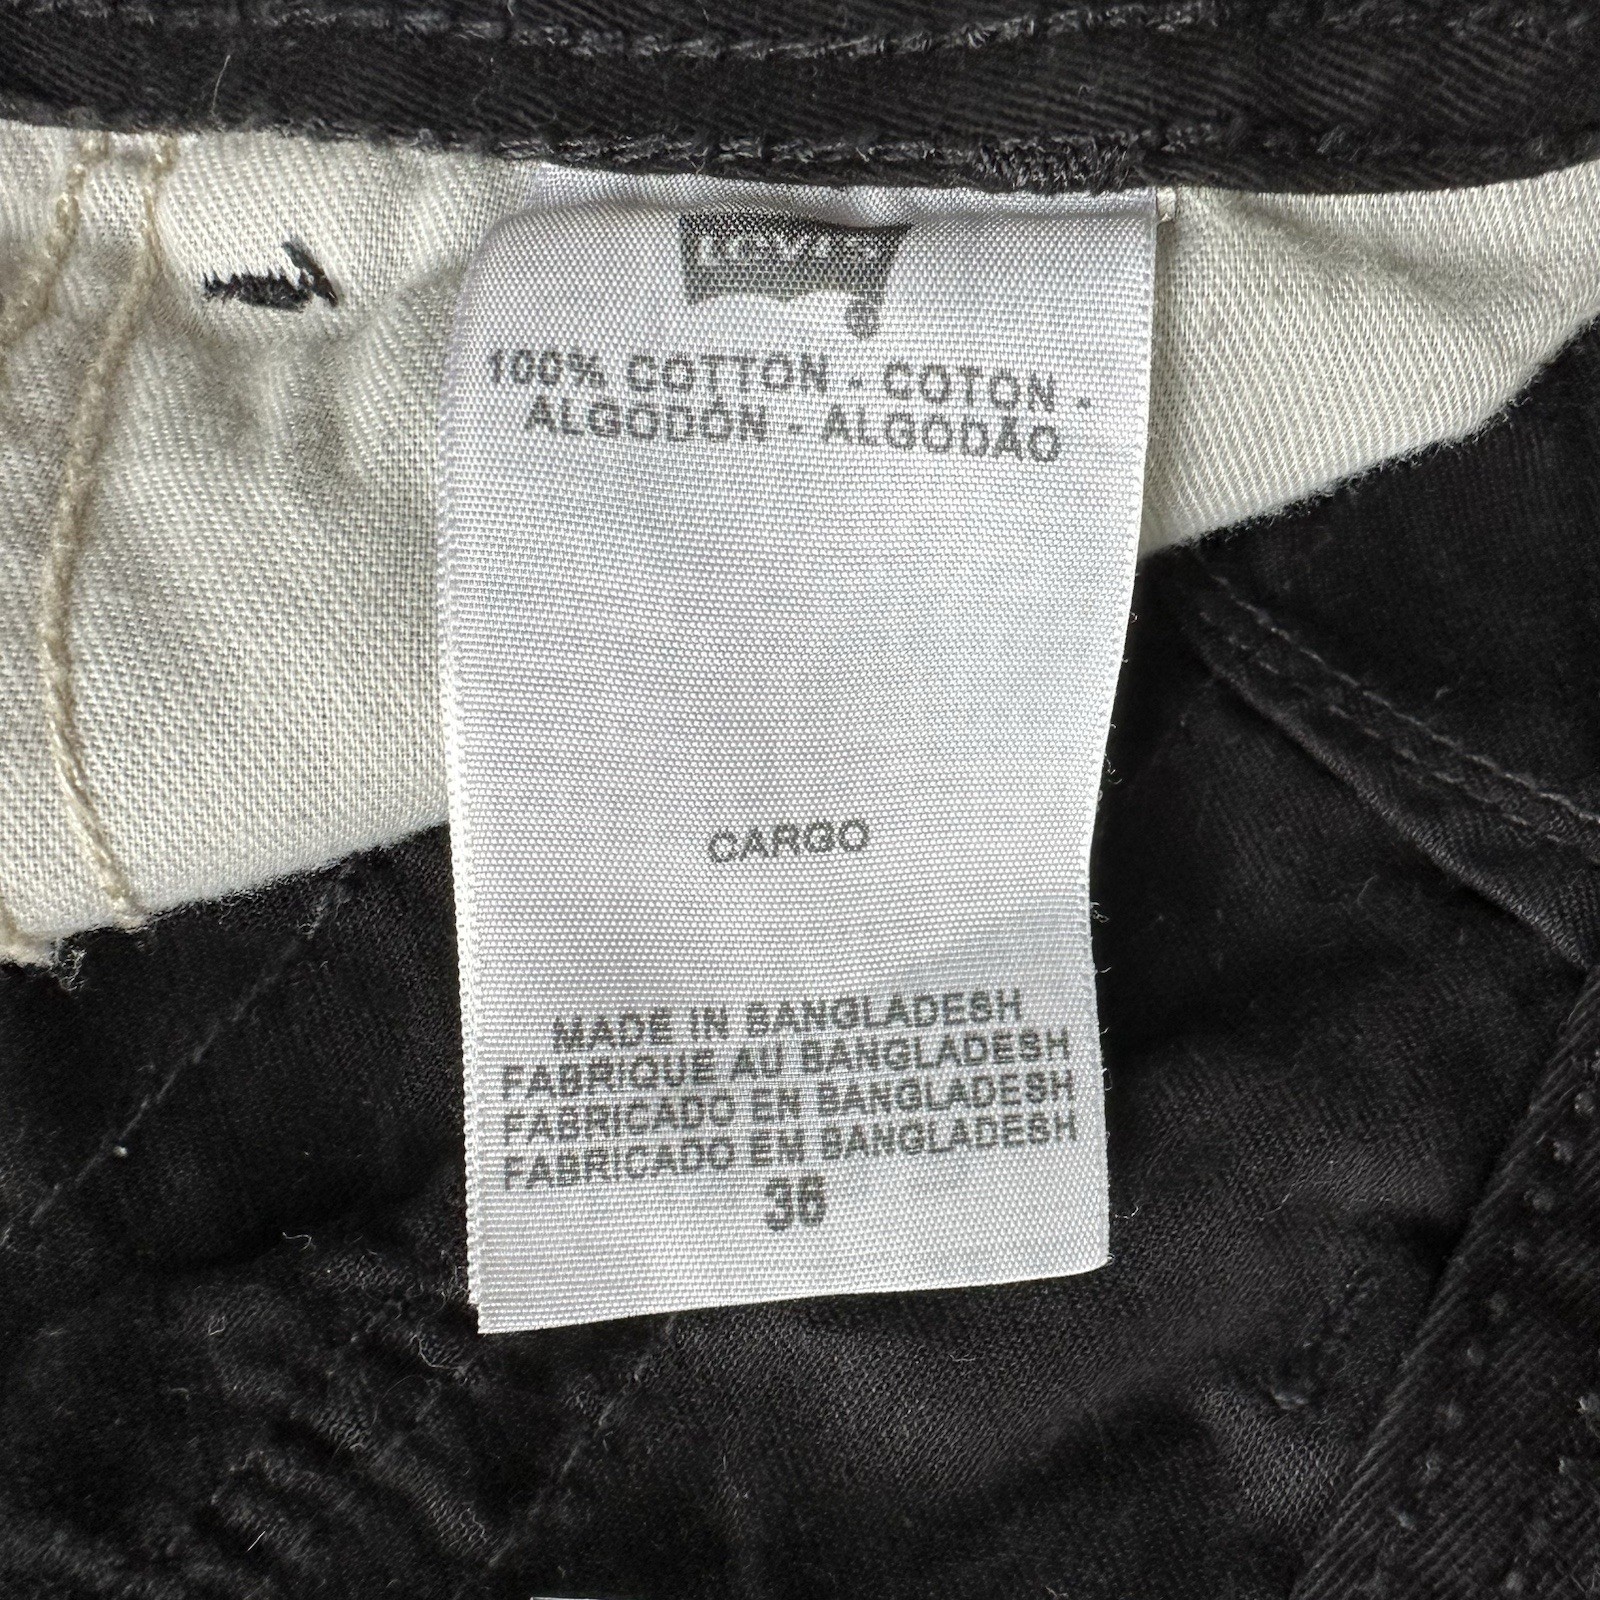 Levi's
®
100% COTTON - COTON -
ALGODÓN - ALGODÃO
CARGO
MADE IN BANGLADESH
FABRIQUE AU BANGLADESH
FABRICADO EN BANGLADESH
FABRICADO EM BANGLADESH
36